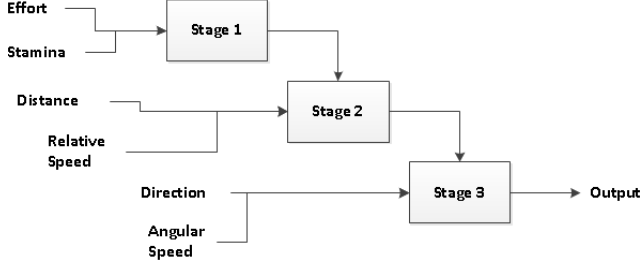 Effort
Stage 1
Stamina
Distance
Stage 2
Relative
Speed
Direction
Stage 3
Output
Angular
Speed